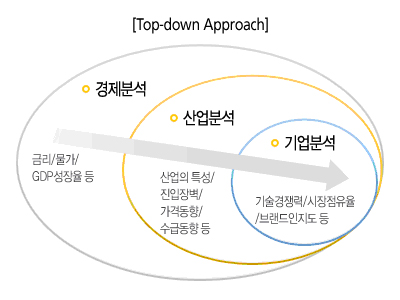 [Top-down Approach]
경제분석
산업분석
기업분석
금리/물가/
GDP성장율 등
산업의 특성/
진입장벽/
가격동향/
수급동향 등
기술경쟁력/시장점유율
/브랜드인지도 등